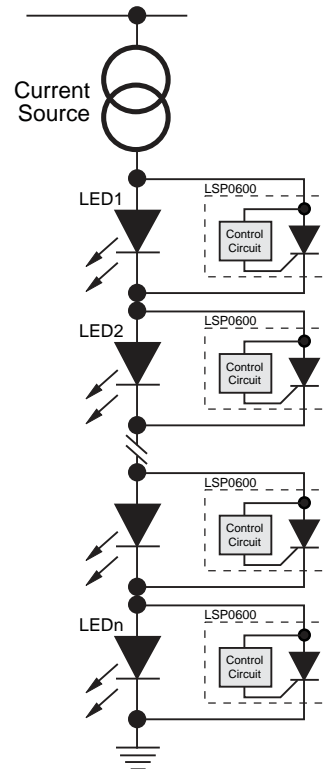 Current
Source
LSP0600
LED1
Control
Circuit
LSP0600
LED2
Control
Circuit
LSP0600
Control
Circuit
LSP0600
LEDn
Control
Circuit